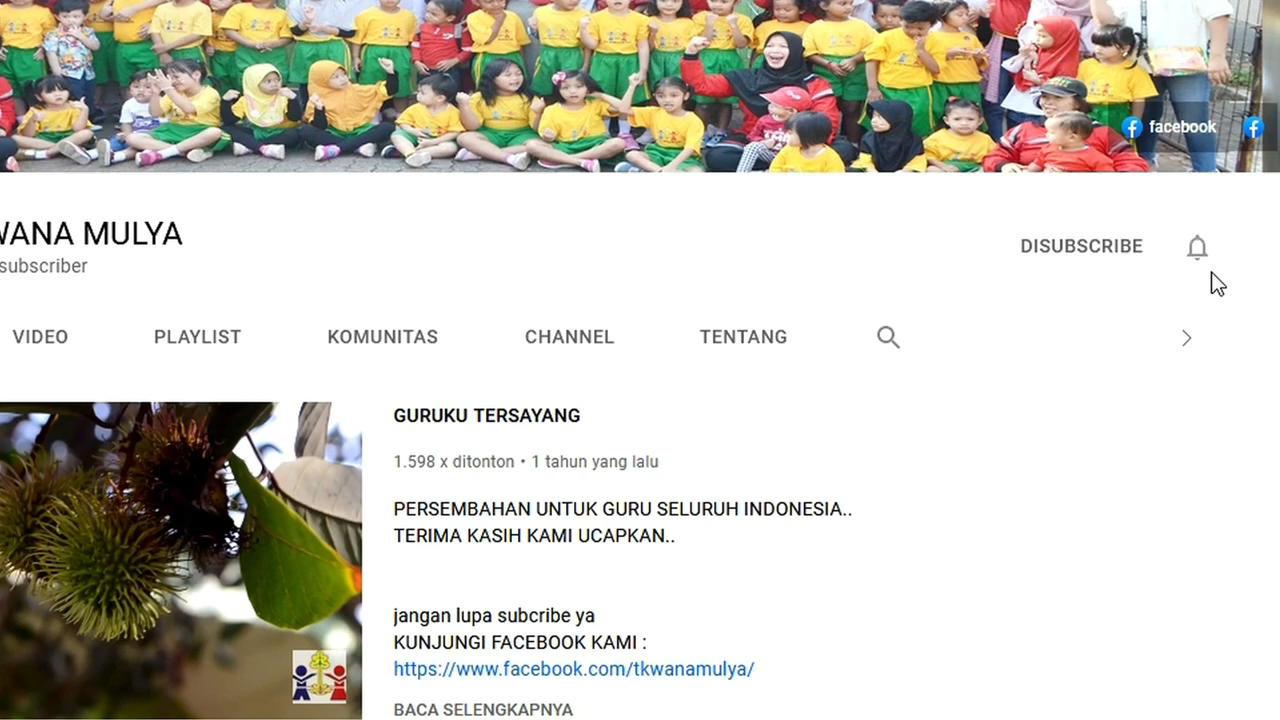 facebook
WANA MULYA
subscriber
DISUBSCRIBE
VIDEO PLAYLIST KOMUNITAS CHANNEL TENTANG
GURUKU TERSAYANG
1.598 x ditonton • 1 tahun yang lalu
PERSEMBAHAN UNTUK GURU SELURUH INDONESIA..
TERIMA KASIH KAMI UCAPKAN..
jangan lupa subcribe ya
KUNJUNGI FACEBOOK KAMI :
https://www.facebook.com/tkwanamulya/
BACA SELENGKAPNYA